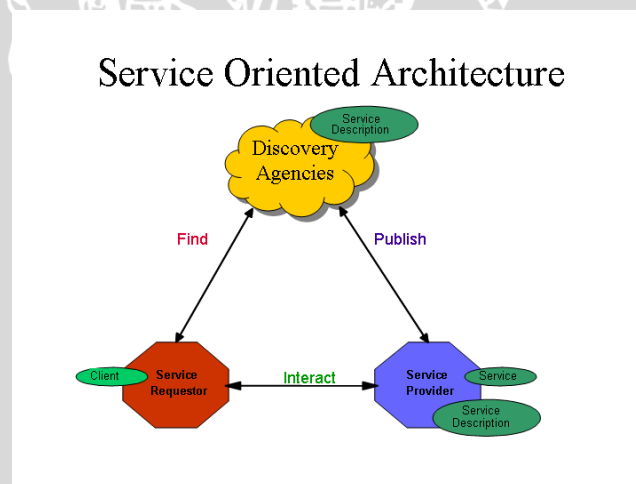 Service Oriented Architecture
Service
Description
Discovery
Agencies
Find
Publish
Client
Service
Requestor
Interact
Service
Provider
Service
Service
Description